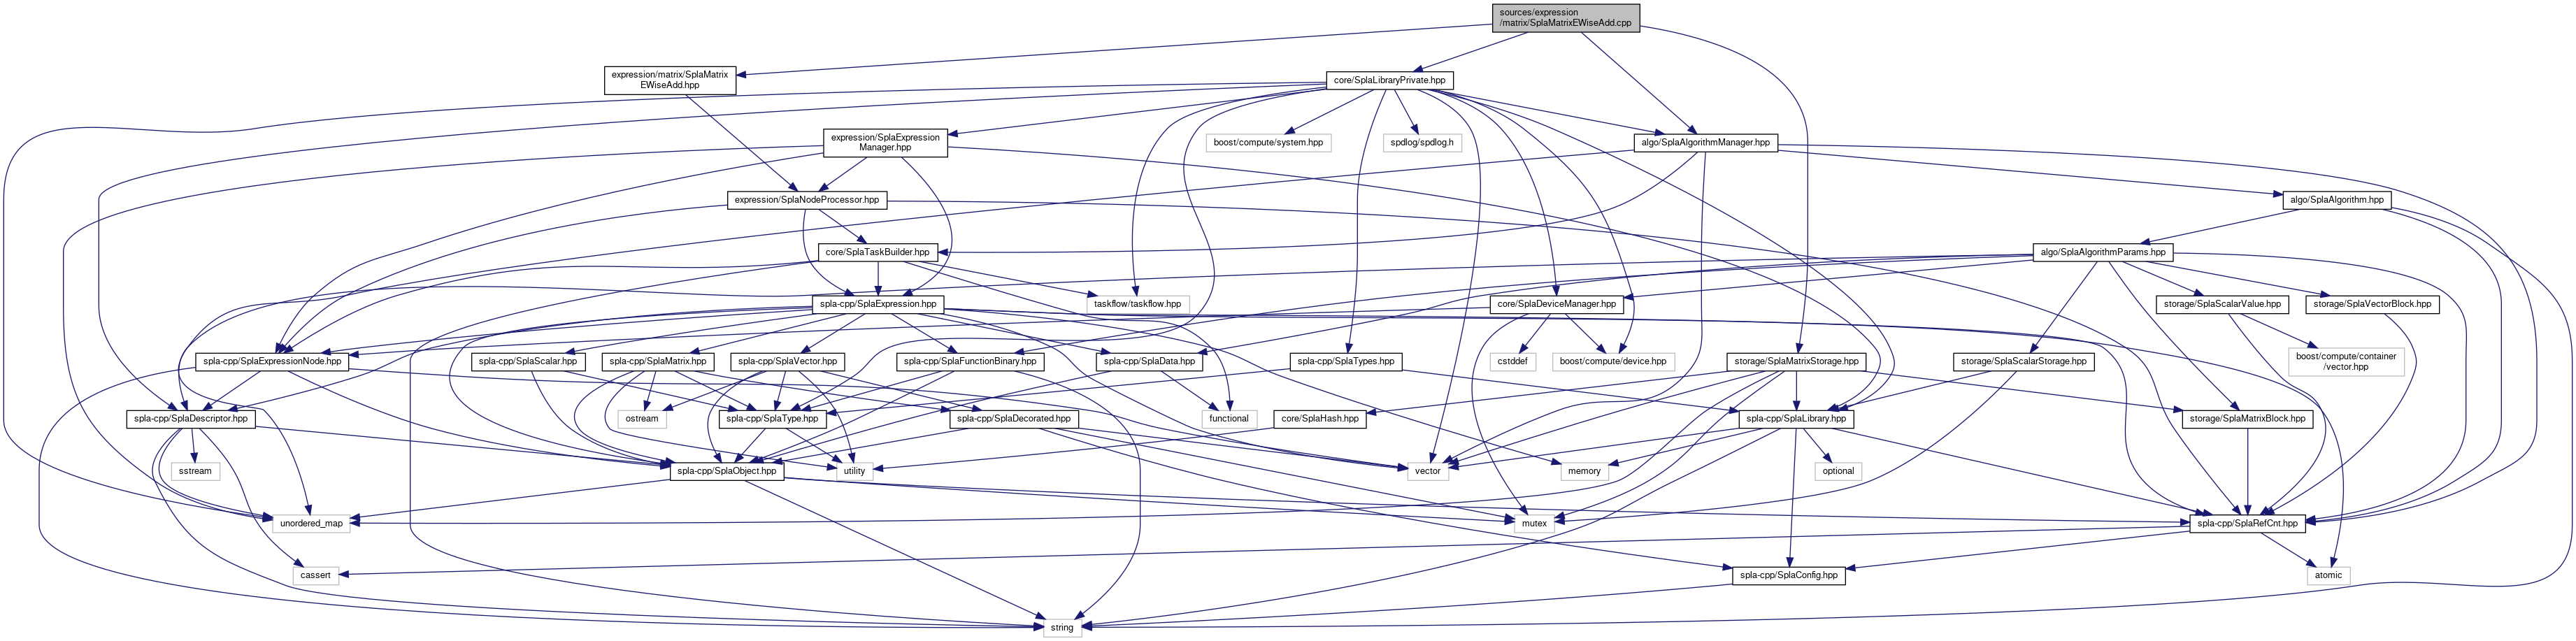 sources/expression
/matrix/SplaMatrixEWiseAdd.cpp
expression/matrix/SplaMatrix
EWiseAdd.hpp
core/SplaLibraryPrivate.hpp
expression/SplaExpression
Manager.hpp
boost/compute/system.hpp
spdlog/spdlog.h
algo/SplaAlgorithmManager.hpp
expression/SplaNodeProcessor.hpp
algo/SplaAlgorithm.hpp
core/SplaTaskBuilder.hpp
algo/SplaAlgorithmParams.hpp
spla-cpp/SplaExpression.hpp
taskflow/taskflow.hpp
core/SplaDeviceManager.hpp
storage/SplaScalarValue.hpp
storage/SplaVectorBlock.hpp
spla-cpp/SplaExpressionNode.hpp
spla-cpp/SplaScalar.hpp
spla-cpp/SplaMatrix.hpp
spla-cpp/SplaVector.hpp
spla-cpp/SplaFunctionBinary.hpp
spla-cpp/SplaData.hpp
spla-cpp/SplaTypes.hpp
cstddef
boost/compute/device.hpp
storage/SplaMatrixStorage.hpp
storage/SplaScalarStorage.hpp
boost/compute/container
/vector.hpp
spla-cpp/SplaDescriptor.hpp
ostream
spla-cpp/SplaType.hpp
spla-cpp/SplaDecorated.hpp
functional
core/SplaHash.hpp
spla-cpp/SplaLibrary.hpp
storage/SplaMatrixBlock.hpp
sstream
spla-cpp/SplaObject.hpp
utility
vector
memory
optional
unordered_map
mutex
spla-cpp/SplaRefCnt.hpp
cassert
spla-cpp/SplaConfig.hpp
atomic
string